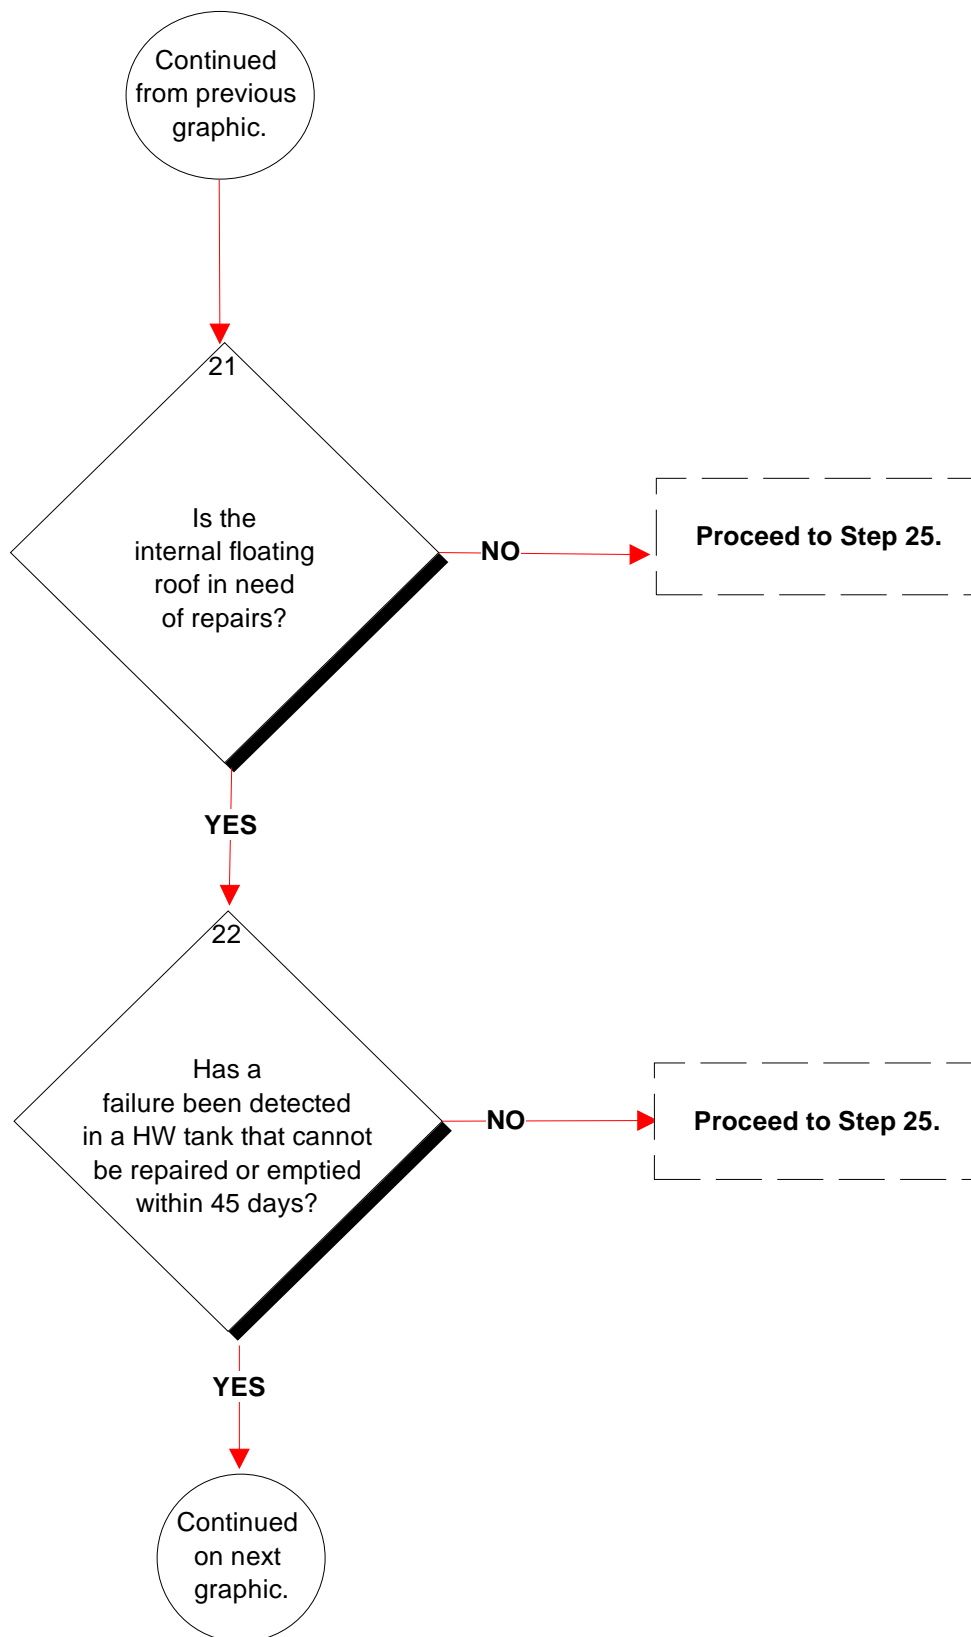 Continued
from previous
graphic.
21
Is the
internal floating
roof in need
of repairs?
NO
Proceed to Step 25.
YES
22
Has a
failure been detected
in a HW tank that cannot
be repaired or emptied
within 45 days?
NO
Proceed to Step 25.
YES
Continued
on next
graphic.